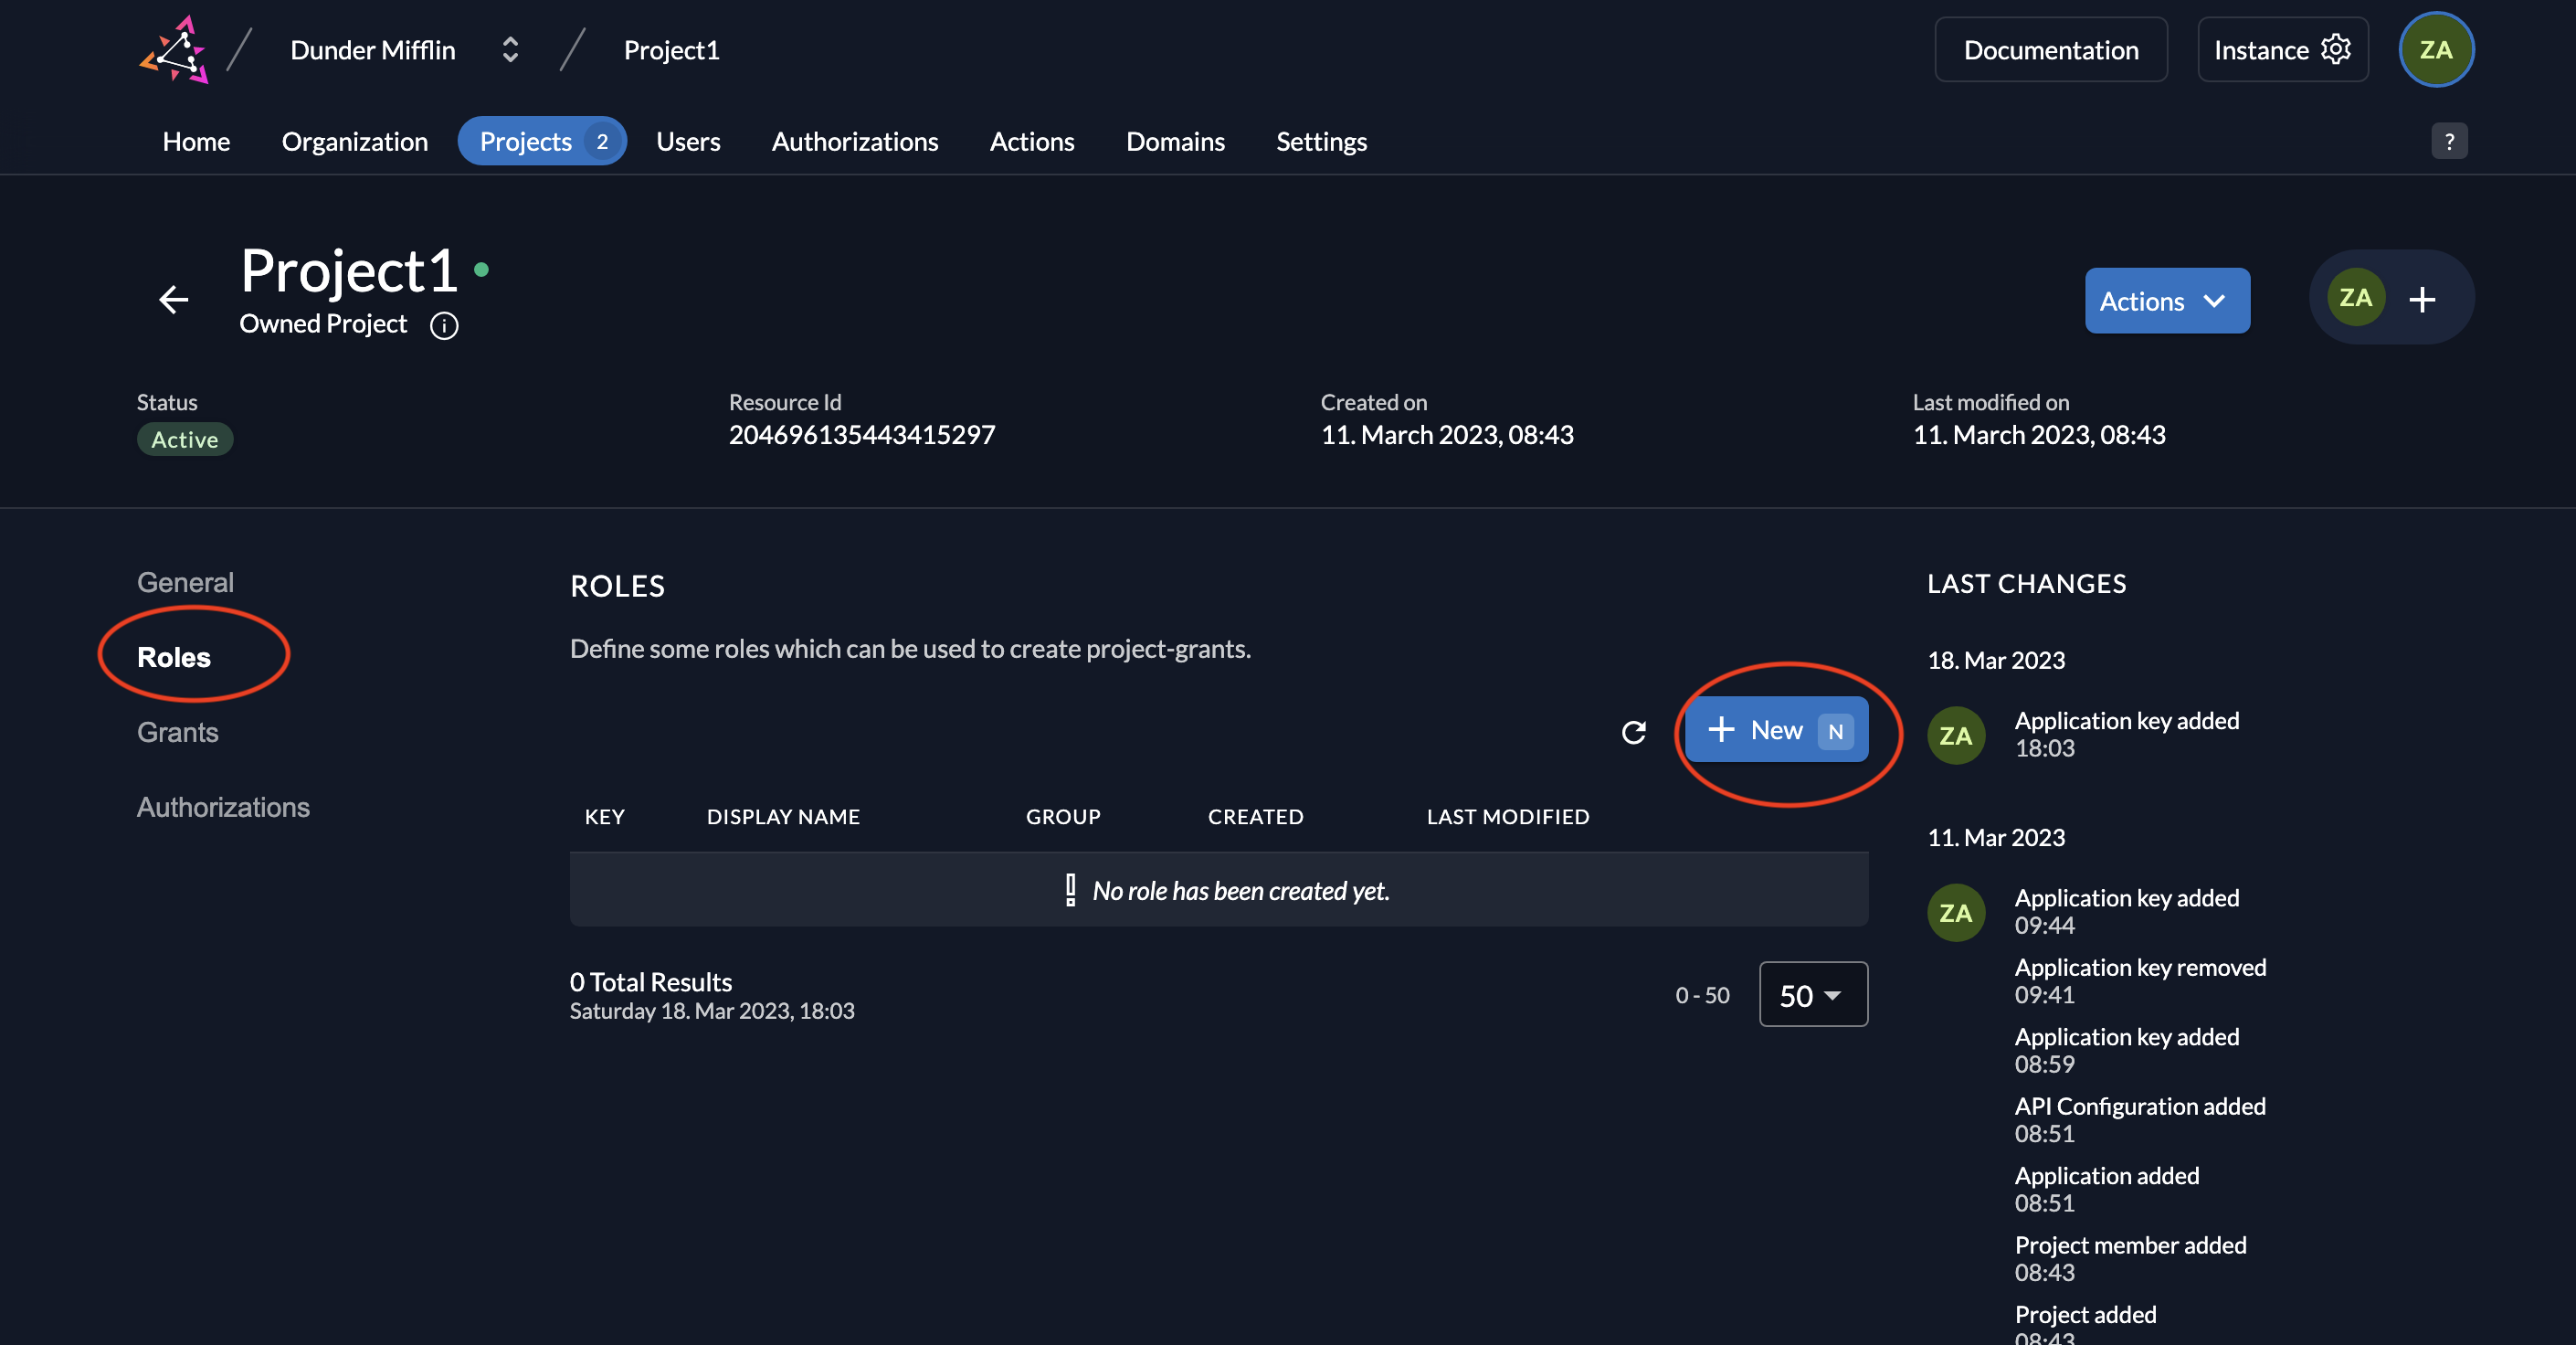 Dunder Mifflin
Project1
Documentation
Instance
ZA
Home
Organization
Projects 2
Users
Authorizations
Actions
Domains
Settings
?
Project1
Owned Project
Actions
ZA
Status
Active
Resource Id
204696135443415297
Created on
11. March 2023, 08:43
Last modified on
11. March 2023, 08:43
General
Roles
Grants
Authorizations
ROLES
Define some roles which can be used to create project-grants.
New N
KEY
DISPLAY NAME
GROUP
CREATED
LAST MODIFIED
No role has been created yet.
0 Total Results
Saturday 18. Mar 2023, 18:03
0 - 50
50
LAST CHANGES
18. Mar 2023
ZA
Application key added
18:03
11. Mar 2023
ZA
Application key added
09:44
Application key removed
09:41
Application key added
08:59
API Configuration added
08:51
Application added
08:51
Project member added
08:43
Project added
08:43